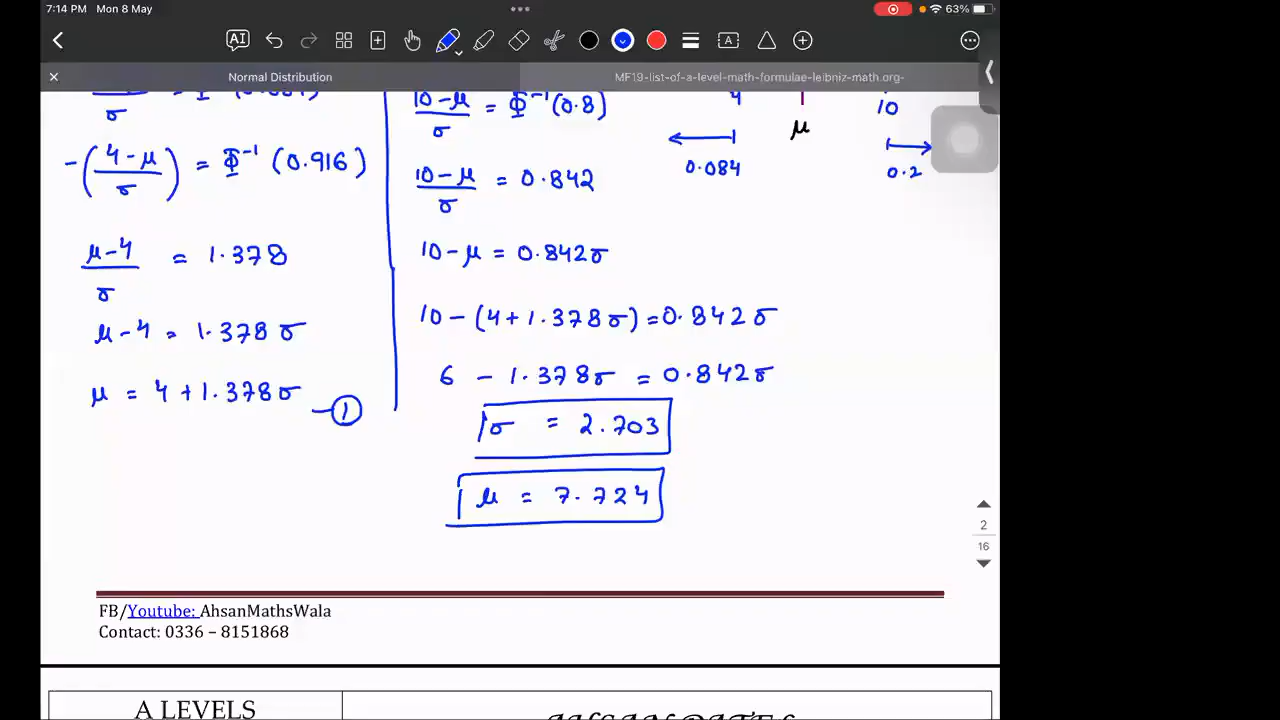 7:14 PM Mon 8 May
63%
AI
A
Normal Distribution
MF19-list-of-a-level-math-formulae-leibniz-math.org-
σ
-(4-μ/σ) = Φ⁻¹ (0.916)
μ-4/σ = 1.378
μ-4 = 1.378 σ
μ = 4 + 1.378σ -①
10-μ/σ = Φ⁻¹(0.8)
10-μ/σ = 0.842
10-μ = 0.842σ
10-(4+1.378σ)=0.842σ
6 - 1.378σ = 0.842σ
σ = 2.703
μ = 7.724
4
μ
10
0.084
0.2
2
16
FB/Youtube: AhsanMathsWala
Contact: 0336 – 8151868
A LEVELS